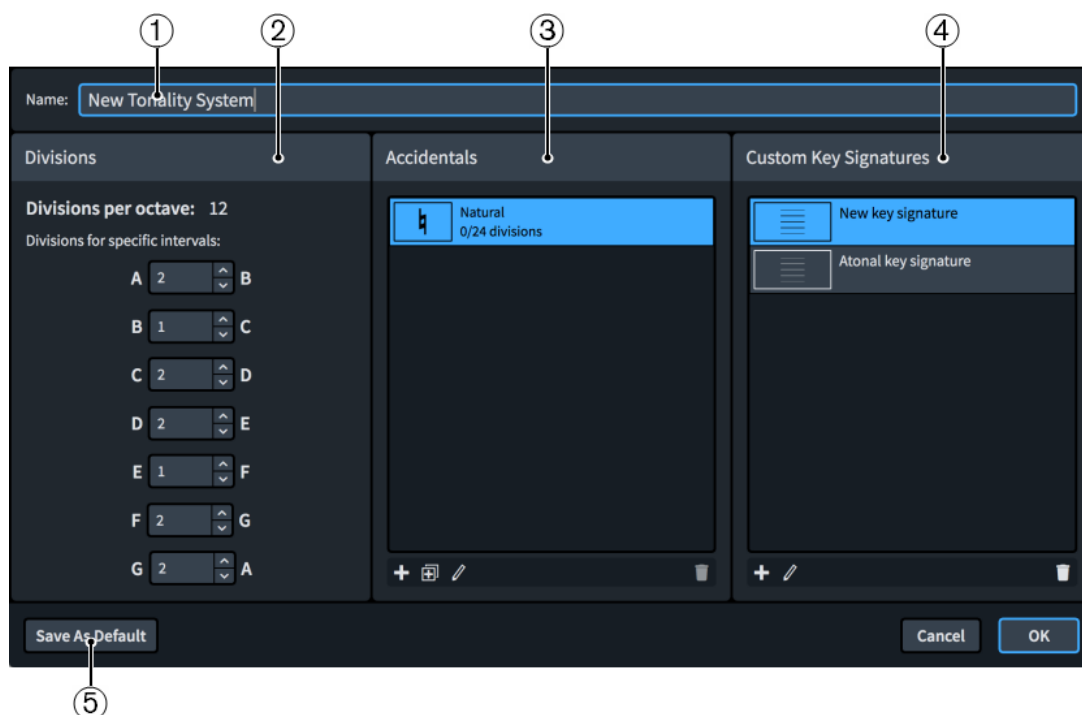 ① ② ③ ④
Name: New Tonality System
Divisions
Divisions per octave: 12
Divisions for specific intervals:
A 2 B
B 1 C
C 2 D
D 2 E
E 1 F
F 2 G
G 2 A
Accidentals
Natural
0/24 divisions
Custom Key Signatures
New key signature
Atonal key signature
Save As Default
Cancel OK
⑤